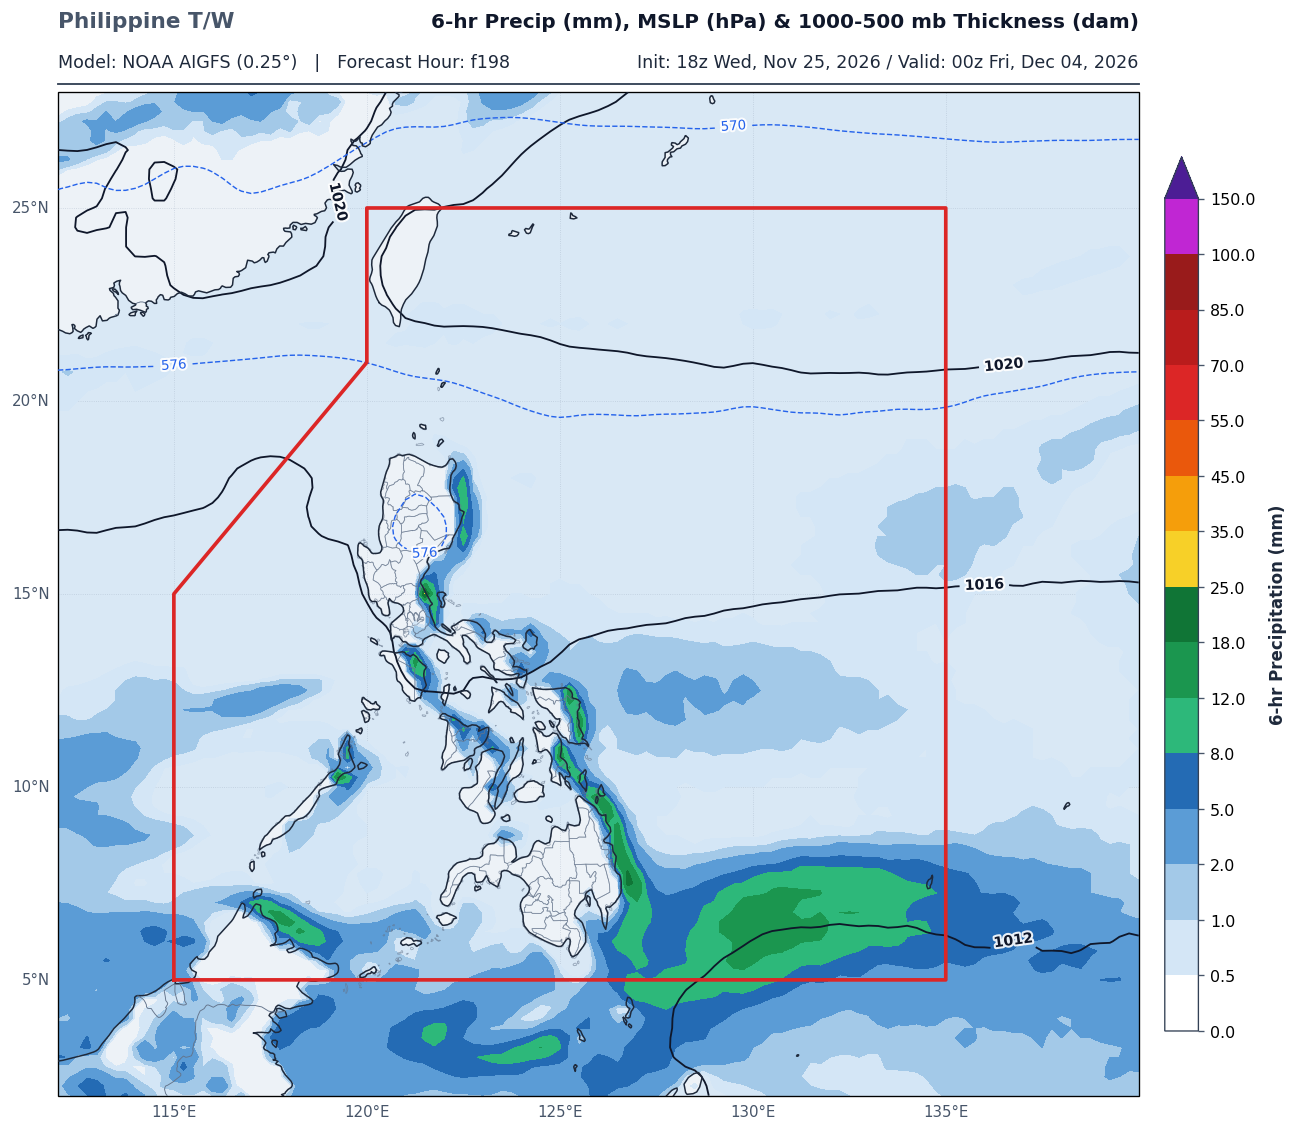 Philippine T/W
6-hr Precip (mm), MSLP (hPa) & 1000-500 mb Thickness (dam)
Model: NOAA AIGFS (0.25°) | Forecast Hour: f198
Init: 18z Wed, Nov 25, 2026 / Valid: 00z Fri, Dec 04, 2026
570
1020
576
1020
576
1016
1012
25°N
20°N
15°N
10°N
5°N
115°E
120°E
125°E
130°E
135°E
150.0
100.0
85.0
70.0
55.0
45.0
35.0
25.0
18.0
12.0
8.0
5.0
2.0
1.0
0.5
0.0
6-hr Precipitation (mm)